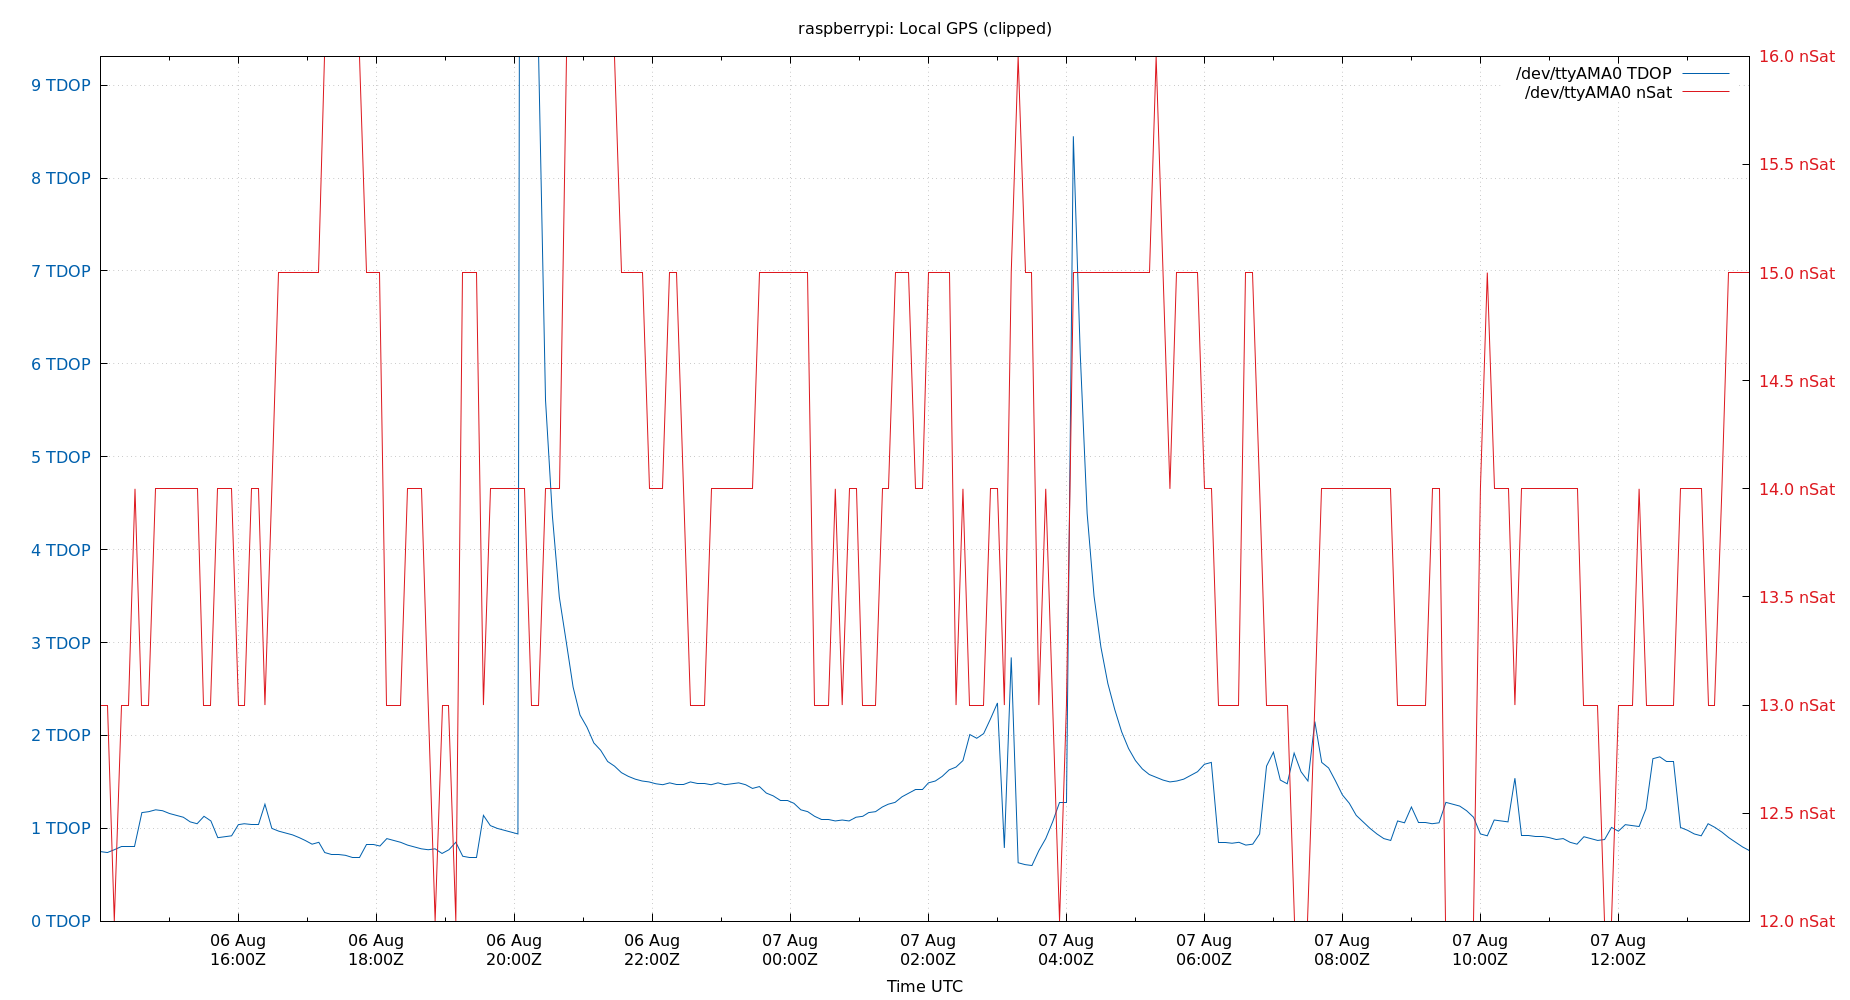 raspberrypi: Local GPS (clipped)
/dev/ttyAMA0 TDOP
/dev/ttyAMA0 nSat
9 TDOP
8 TDOP
7 TDOP
6 TDOP
5 TDOP
4 TDOP
3 TDOP
2 TDOP
1 TDOP
0 TDOP
16.0 nSat
15.5 nSat
15.0 nSat
14.5 nSat
14.0 nSat
13.5 nSat
13.0 nSat
12.5 nSat
12.0 nSat
06 Aug 06 Aug 06 Aug 06 Aug 07 Aug 07 Aug 07 Aug 07 Aug 07 Aug 07 Aug 07 Aug
16:00Z 18:00Z 20:00Z 22:00Z 00:00Z 02:00Z 04:00Z 06:00Z 08:00Z 10:00Z 12:00Z
Time UTC